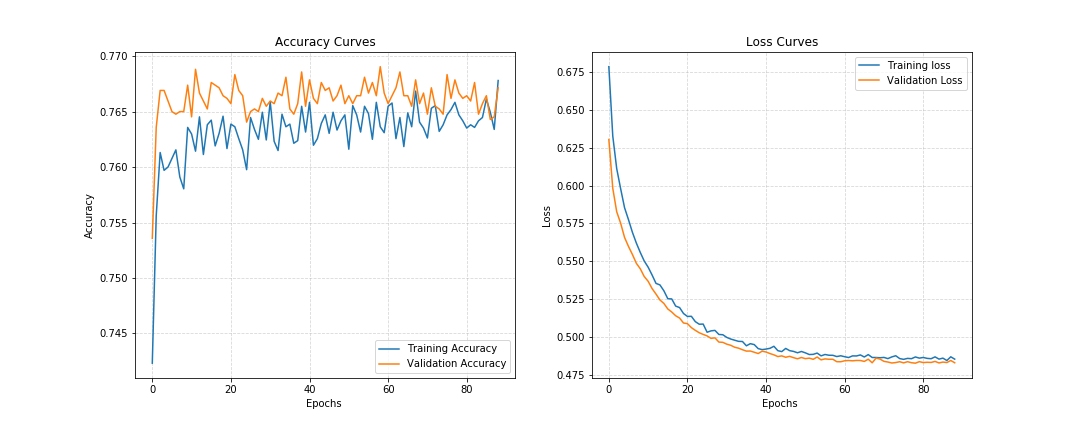 Accuracy Curves
0.770
0.765
0.760
0.755
0.750
0.745
Accuracy
0
20
40
60
80
Epochs
Training Accuracy
Validation Accuracy
Loss Curves
0.675
0.650
0.625
0.600
0.575
0.550
0.525
0.500
0.475
Loss
0
20
40
60
80
Epochs
Training loss
Validation Loss